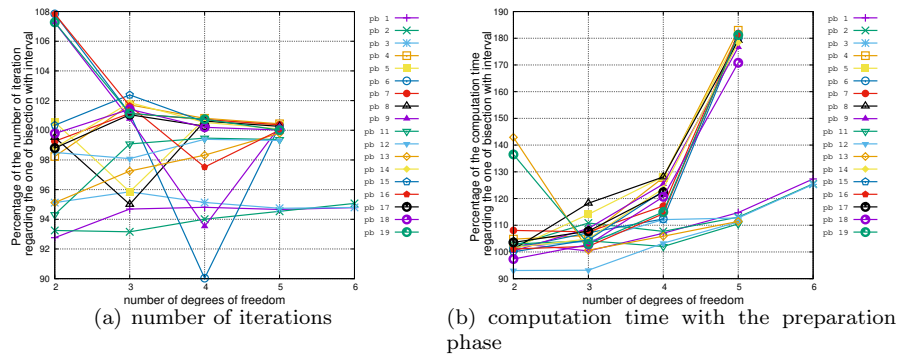 Percentage of the number of iteration
regarding the one of bisection with interval
108
106
104
102
100
98
96
94
92
90
2
3
4
5
6
number of degrees of freedom
pb 1
pb 2
pb 3
pb 4
pb 5
pb 6
pb 7
pb 8
pb 9
pb 11
pb 12
pb 13
pb 14
pb 15
pb 16
pb 17
pb 18
pb 19
(a) number of iterations
Percentage of the computation time
regarding the one of bisection with interval
190
180
170
160
150
140
130
120
110
100
90
2
3
4
5
6
number of degrees of freedom
pb 1
pb 2
pb 3
pb 4
pb 5
pb 6
pb 7
pb 8
pb 9
pb 11
pb 12
pb 13
pb 14
pb 15
pb 16
pb 17
pb 18
pb 19
(b) computation time with the preparation
phase